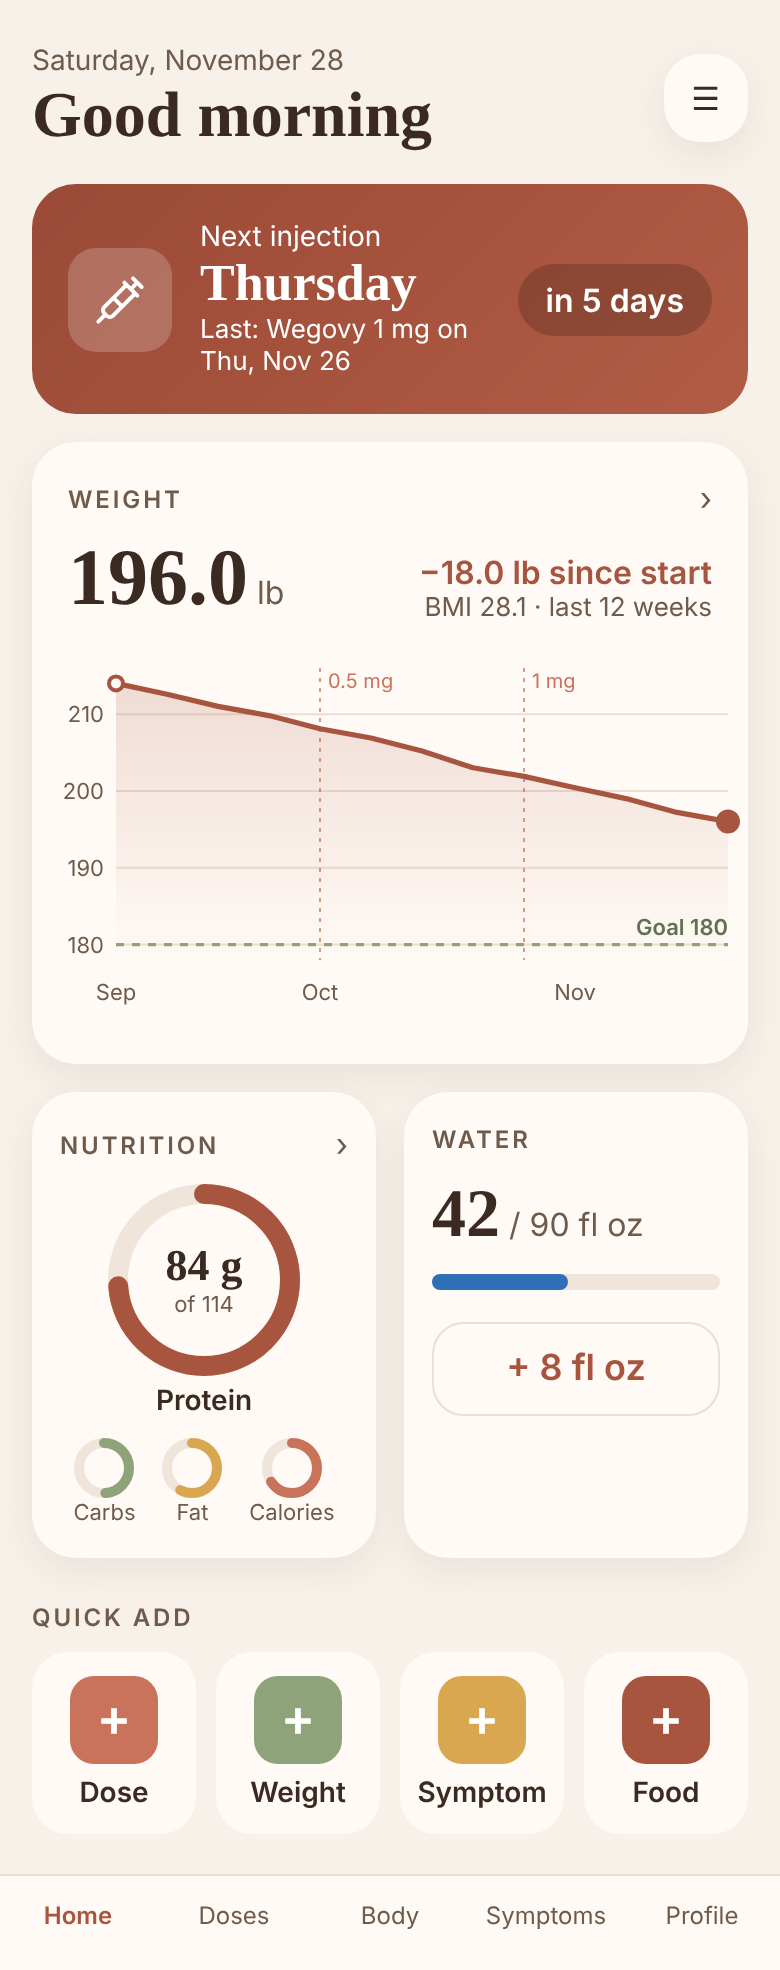 Saturday, November 28
Good morning
Next injection
Thursday
Last: Wegovy 1 mg on
Thu, Nov 26
in 5 days
WEIGHT
196.0 lb
−18.0 lb since start
BMI 28.1 · last 12 weeks
0.5 mg
1 mg
210
200
190
180
Goal 180
Sep
Oct
Nov
NUTRITION
84 g
of 114
Protein
Carbs
Fat
Calories
WATER
42 / 90 fl oz
+ 8 fl oz
QUICK ADD
+ + + +
Dose
Weight
Symptom
Food
Home
Doses
Body
Symptoms
Profile